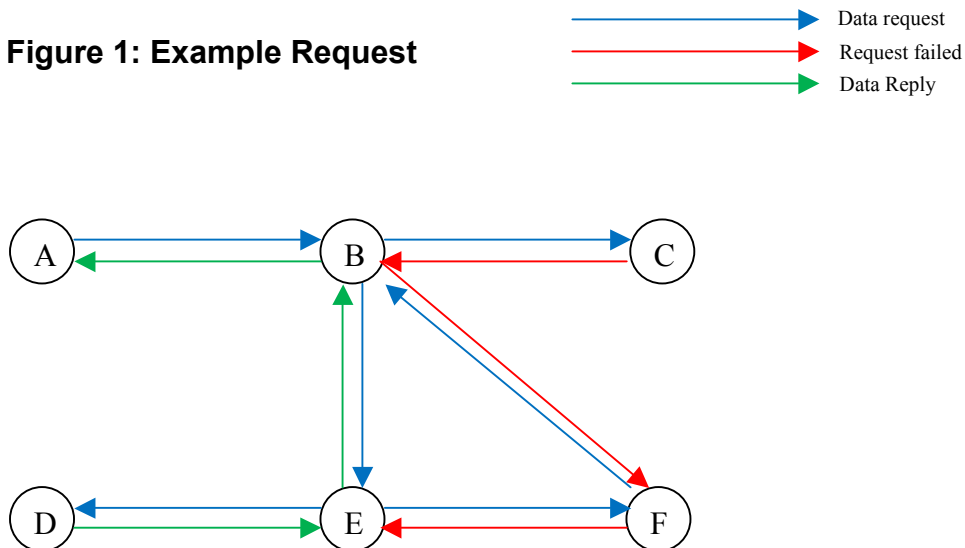 Data request
Figure 1: Example Request
Request failed
Data Reply
A
B
C
D
E
F